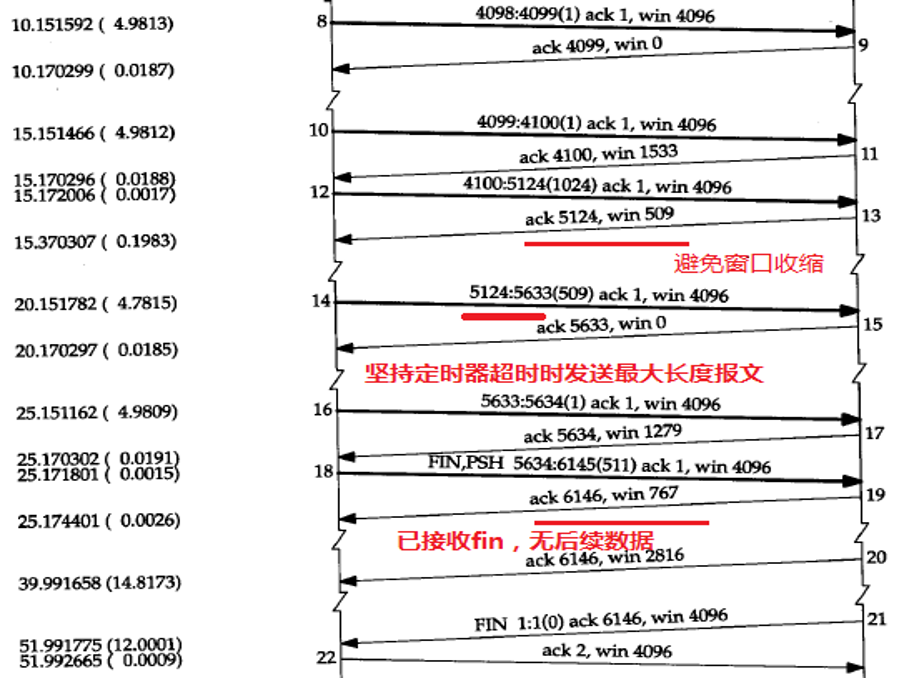 8 4098:4099(1) ack 1, win 4096
10.151592 ( 4.9813)
ack 4099, win 0 9
10.170299 ( 0.0187)
10 4099:4100(1) ack 1, win 4096
15.151466 ( 4.9812)
ack 4100, win 1533 11
15.170296 ( 0.0188)
12 4100:5124(1024) ack 1, win 4096
15.172006 ( 0.0017)
ack 5124, win 509 13
15.370307 ( 0.1983)
避免窗口收缩
14 5124:5633(509) ack 1, win 4096
20.151782 ( 4.7815)
ack 5633, win 0 15
20.170297 ( 0.0185)
坚持定时器超时时发送最大长度报文
16 5633:5634(1) ack 1, win 4096
25.151162 ( 4.9809)
ack 5634, win 1279 17
25.170302 ( 0.0191)
18 FIN,PSH 5634:6145(511) ack 1, win 4096
25.171801 ( 0.0015)
ack 6146, win 767 19
25.174401 ( 0.0026)
已接收fin，无后续数据
ack 6146, win 2816 20
39.991658 (14.8173)
FIN 1:1(0) ack 6146, win 4096 21
51.991775 (12.0001)
22 ack 2, win 4096
51.992665 ( 0.0009)